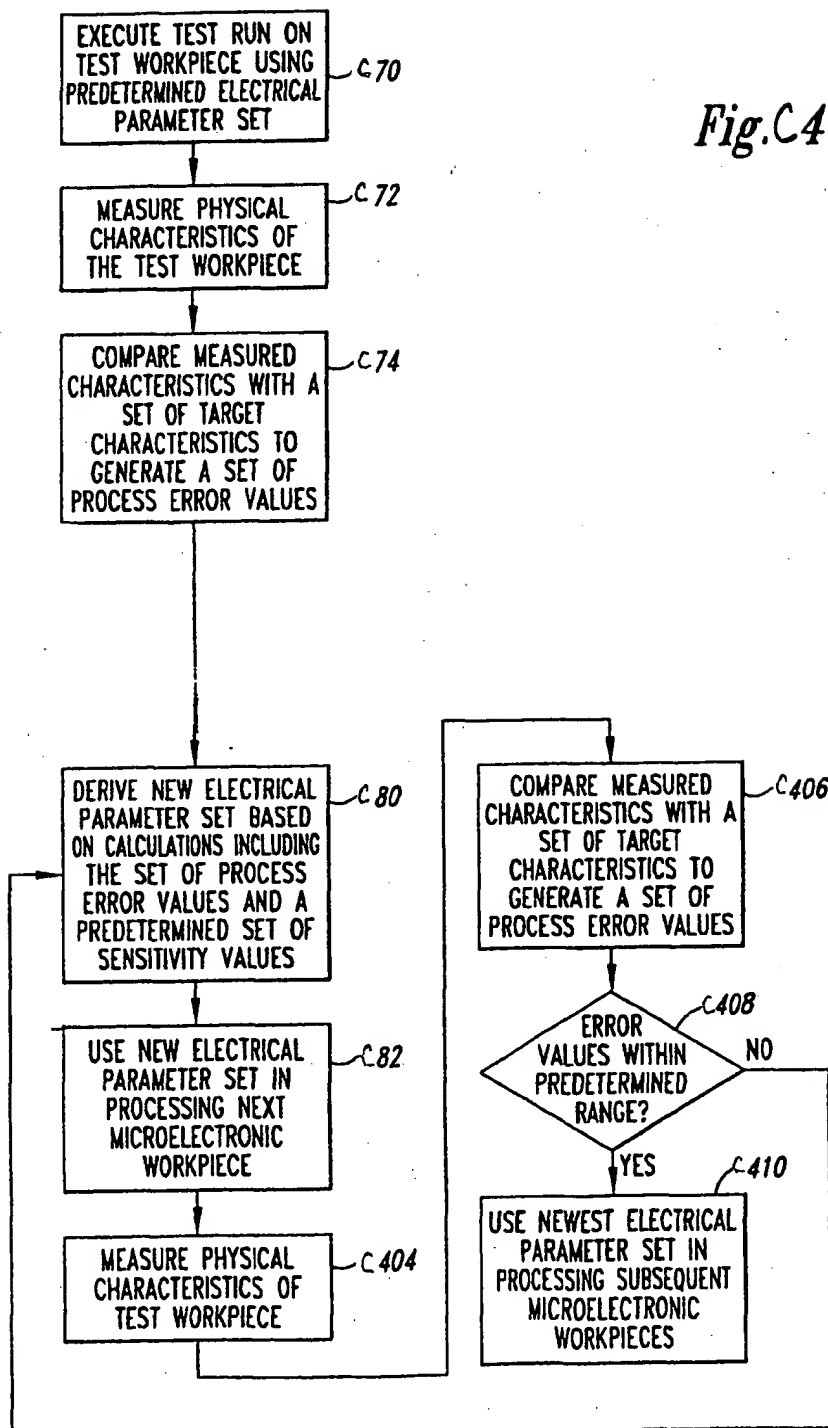 EXECUTE TEST RUN ON
TEST WORKPIECE USING
PREDETERMINED ELECTRICAL
PARAMETER SET
C70
Fig.C4
MEASURE PHYSICAL
CHARACTERISTICS OF
THE TEST WORKPIECE
C72
COMPARE MEASURED
CHARACTERISTICS WITH A
SET OF TARGET
CHARACTERISTICS TO
GENERATE A SET OF
PROCESS ERROR VALUES
C74
DERIVE NEW ELECTRICAL
PARAMETER SET BASED
ON CALCULATIONS INCLUDING
THE SET OF PROCESS
ERROR VALUES AND A
PREDETERMINED SET OF
SENSITIVITY VALUES
C80
USE NEW ELECTRICAL
PARAMETER SET IN
PROCESSING NEXT
MICROELECTRONIC
WORKPIECE
C82
MEASURE PHYSICAL
CHARACTERISTICS OF
TEST WORKPIECE
C404
COMPARE MEASURED
CHARACTERISTICS WITH A
SET OF TARGET
CHARACTERISTICS TO
GENERATE A SET OF
PROCESS ERROR VALUES
C406
ERROR
VALUES WITHIN
PREDETERMINED
RANGE?
C408
NO
YES
USE NEWEST ELECTRICAL
PARAMETER SET IN
PROCESSING SUBSEQUENT
MICROELECTRONIC
WORKPIECES
C410